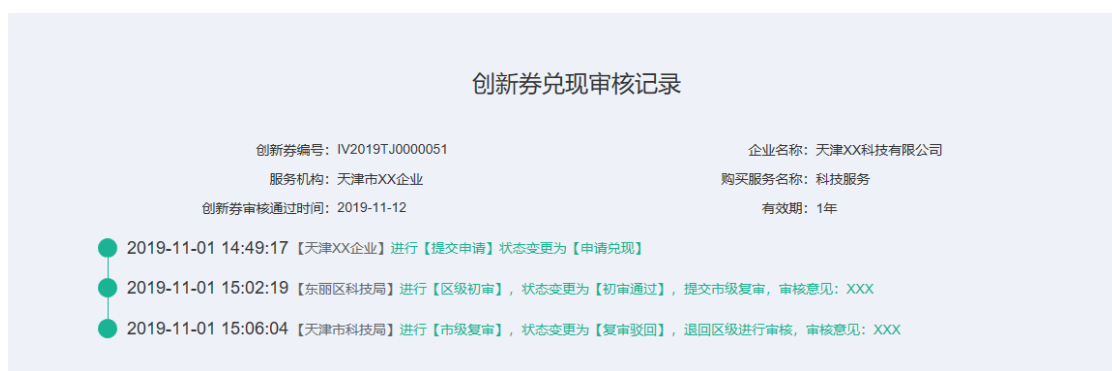 创新券兑现审核记录
创新券编号：IV2019TJ0000051
企业名称：天津XX科技有限公司
服务机构：天津市XX企业
购买服务名称：科技服务
创新券审核通过时间：2019-11-12
有效期：1年
2019-11-01 14:49:17【天津XX企业】进行【提交申请】状态变更为【申请兑现】
2019-11-01 15:02:19【东丽区科技局】进行【区级初审】，状态变更为【初审通过】，提交市级复审，审核意见：XXX
2019-11-01 15:06:04【天津市科技局】进行【市级复审】，状态变更为【复审驳回】，退回区级进行审核，审核意见：XXX